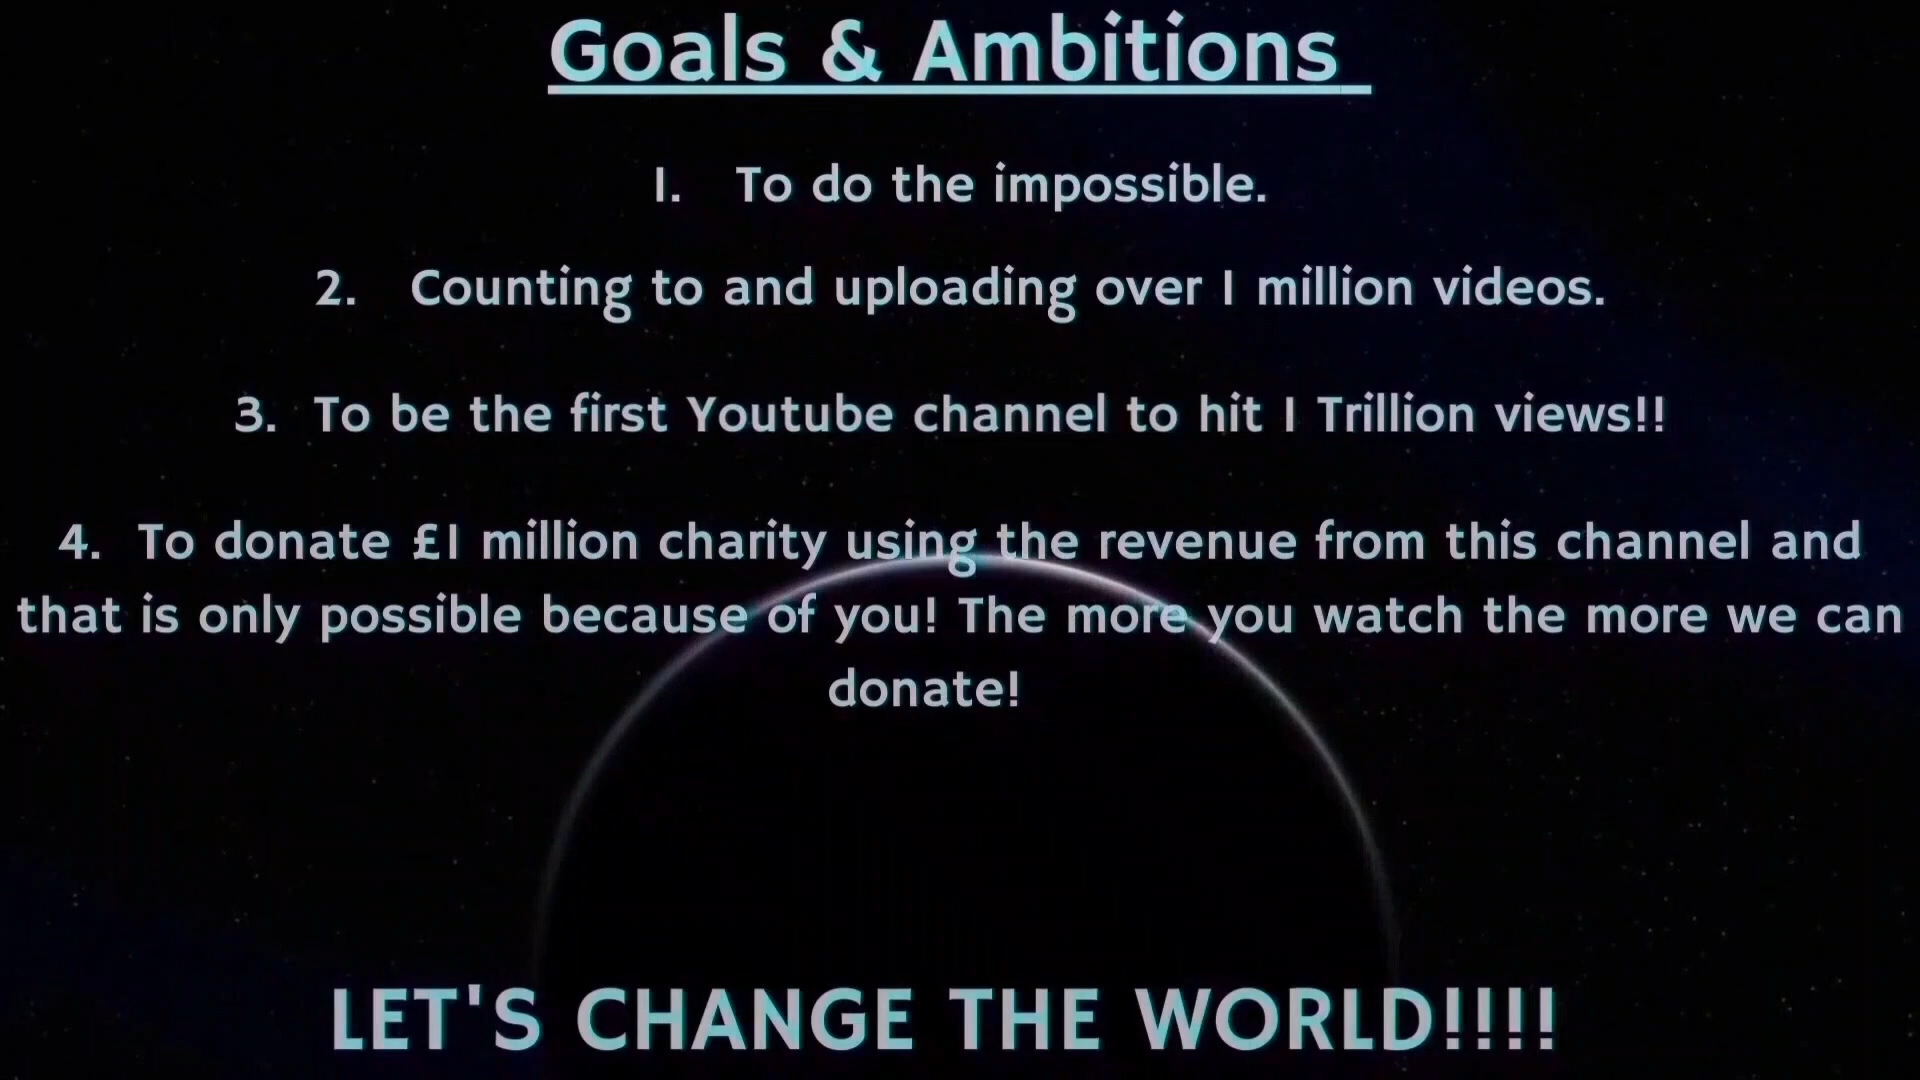 Goals & Ambitions
1. To do the impossible.
2. Counting to and uploading over 1 million videos.
3. To be the first Youtube channel to hit 1 Trillion views!!
4. To donate £1 million charity using the revenue from this channel and
that is only possible because of you! The more you watch the more we can
donate!
LET'S CHANGE THE WORLD!!!!